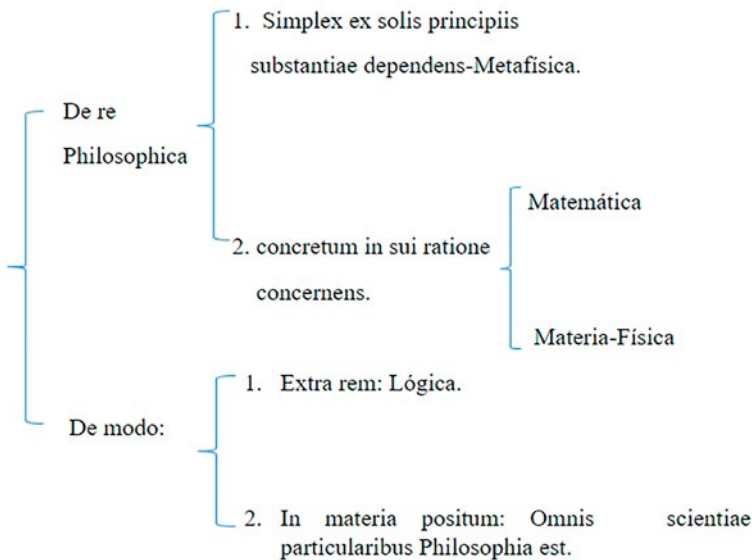 1. Simplex ex solis principiis
substantiae dependens-Metafísica.
De re
Philosophica
Matemática
2. concretum in sui ratione
concernens.
Materia-Física
1. Extra rem: Lógica.
De modo:
2. In materia positum: Omnis scientiae
particularibus Philosophia est.